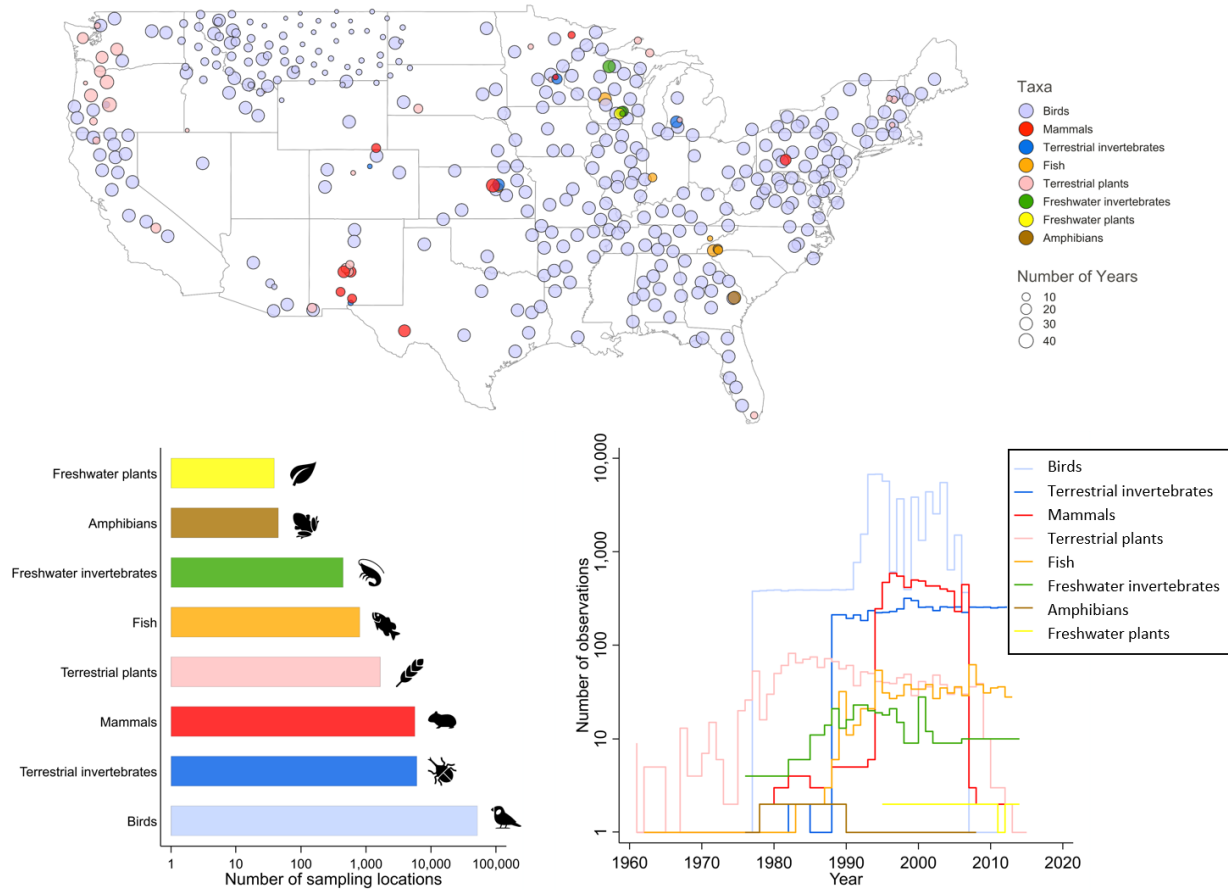 Taxa
Birds
Mammals
Terrestrial invertebrates
Fish
Terrestrial plants
Freshwater invertebrates
Freshwater plants
Amphibians
Number of Years
10
20
30
40
Freshwater plants
Amphibians
Freshwater invertebrates
Fish
Terrestrial plants
Mammals
Terrestrial invertebrates
Birds
1 10 100 1,000 10,000 100,000
Number of sampling locations
Number of observations
10,000
1,000
100
10
1
1960 1970 1980 1990 2000 2010 2020
Year
Birds
Terrestrial invertebrates
Mammals
Terrestrial plants
Fish
Freshwater invertebrates
Amphibians
Freshwater plants